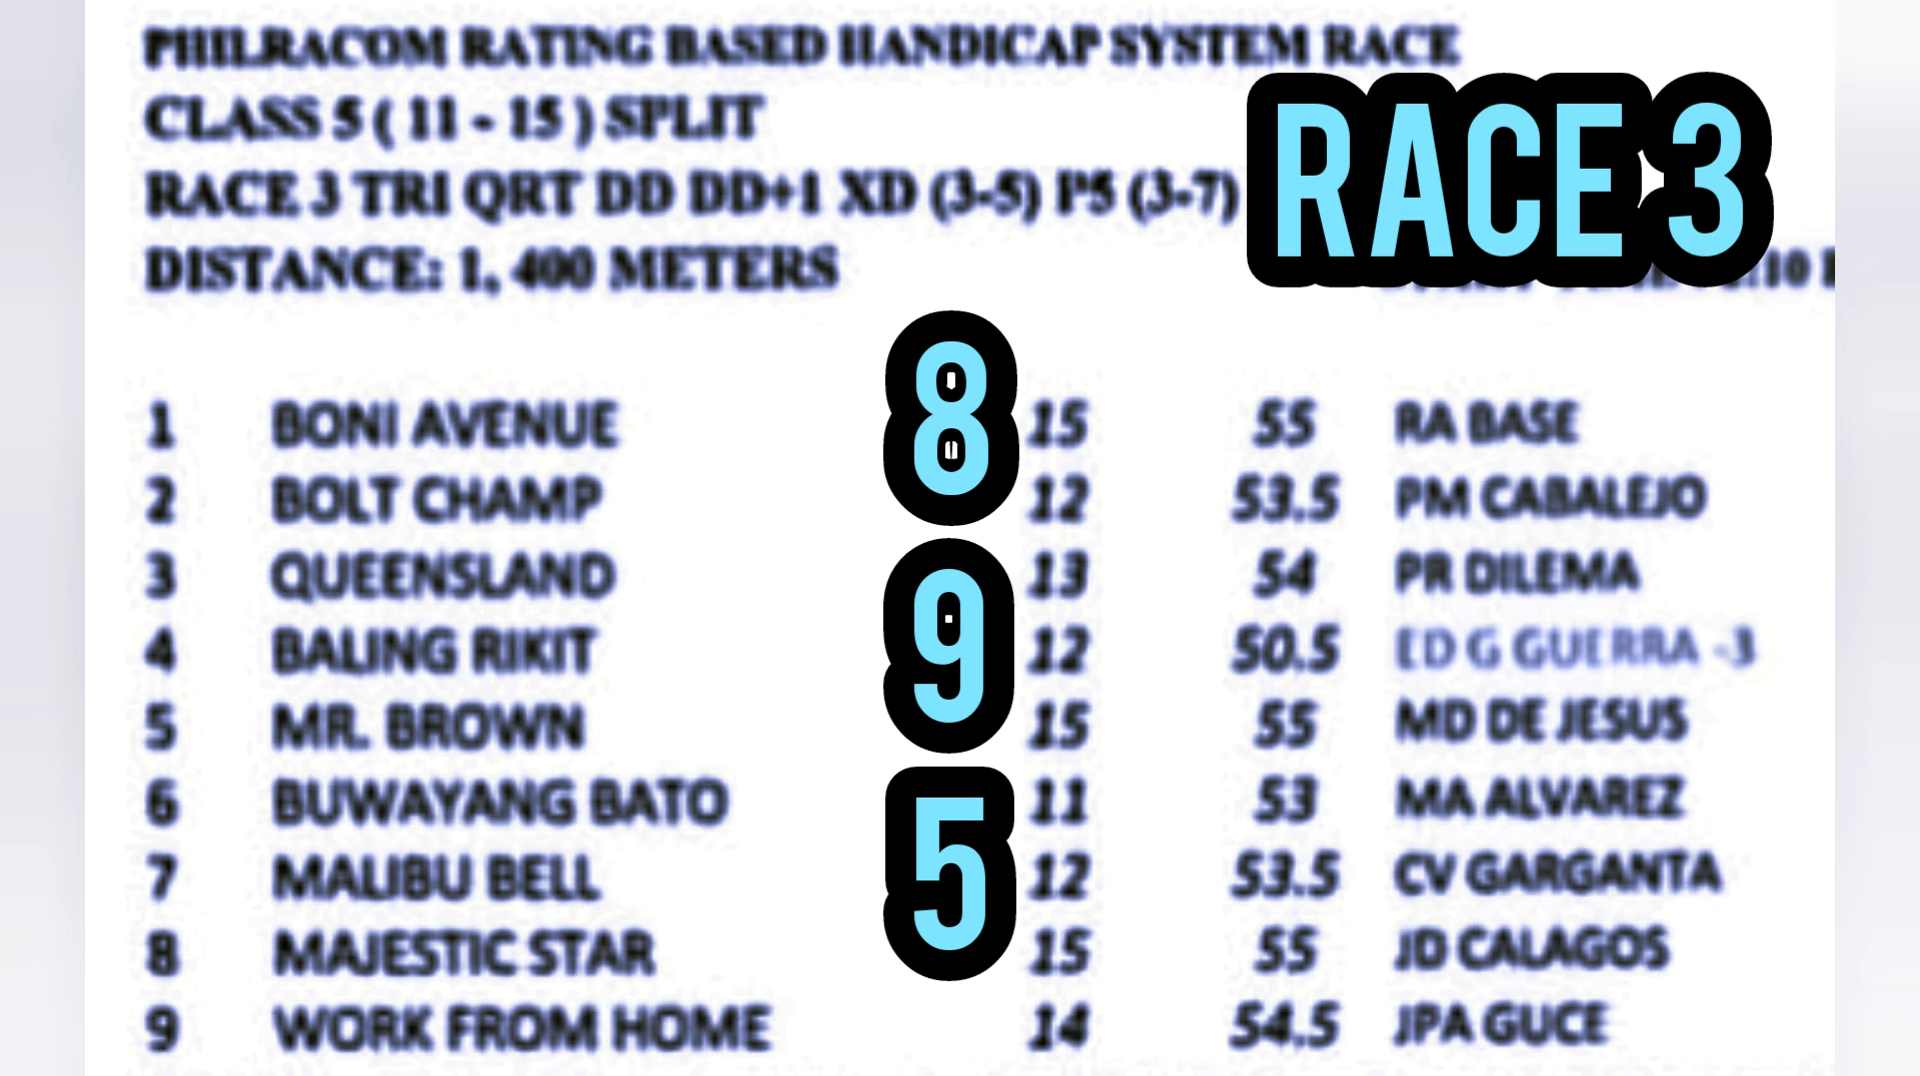 PHILRACOM RATING BASED HANDICAP SYSTEM RACE
CLASS 5 ( 11 - 15 ) SPLIT
RACE 3 TRI QRT DD DD+1 XD (3-5) P5 (3-7)
RACE 3
DISTANCE: 1, 400 METERS
8
1 BONI AVENUE 15 55 RA BASE
2 BOLT CHAMP 12 53.5 PM CABALEJO
9
3 QUEENSLAND 13 54 PR DILEMA
4 BALING RIKIT 12 50.5 ED G GUERRA -3
5 MR. BROWN 15 55 MD DE JESUS
5
6 BUWAYANG BATO 11 53 MA ALVAREZ
7 MALIBU BELL 12 53.5 CV GARGANTA
8 MAJESTIC STAR 15 55 JD CALAGOS
9 WORK FROM HOME 14 54.5 JPA GUCE